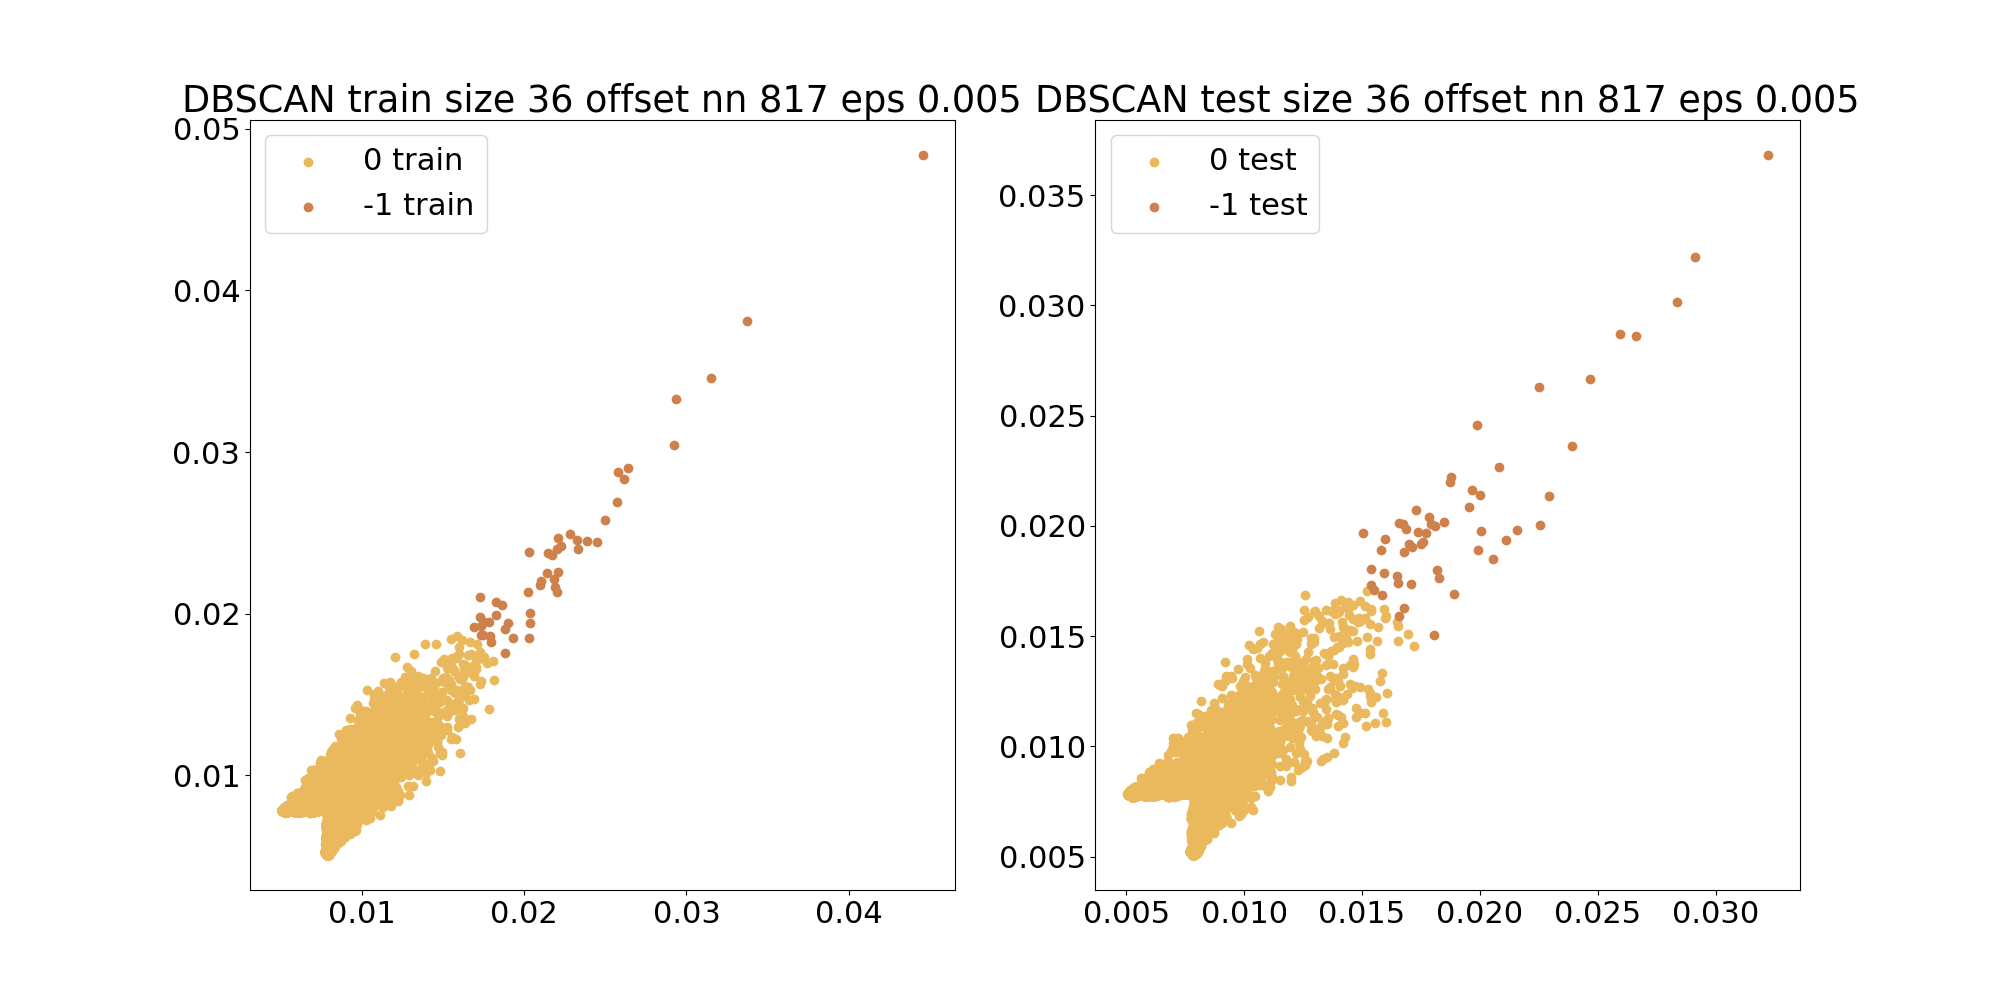 DBSCAN train size 36 offset nn 817 eps 0.005
0 train
-1 train
0.05
0.04
0.03
0.02
0.01
0.01 0.02 0.03 0.04
DBSCAN test size 36 offset nn 817 eps 0.005
0 test
-1 test
0.035
0.030
0.025
0.020
0.015
0.010
0.005
0.005 0.010 0.015 0.020 0.025 0.030